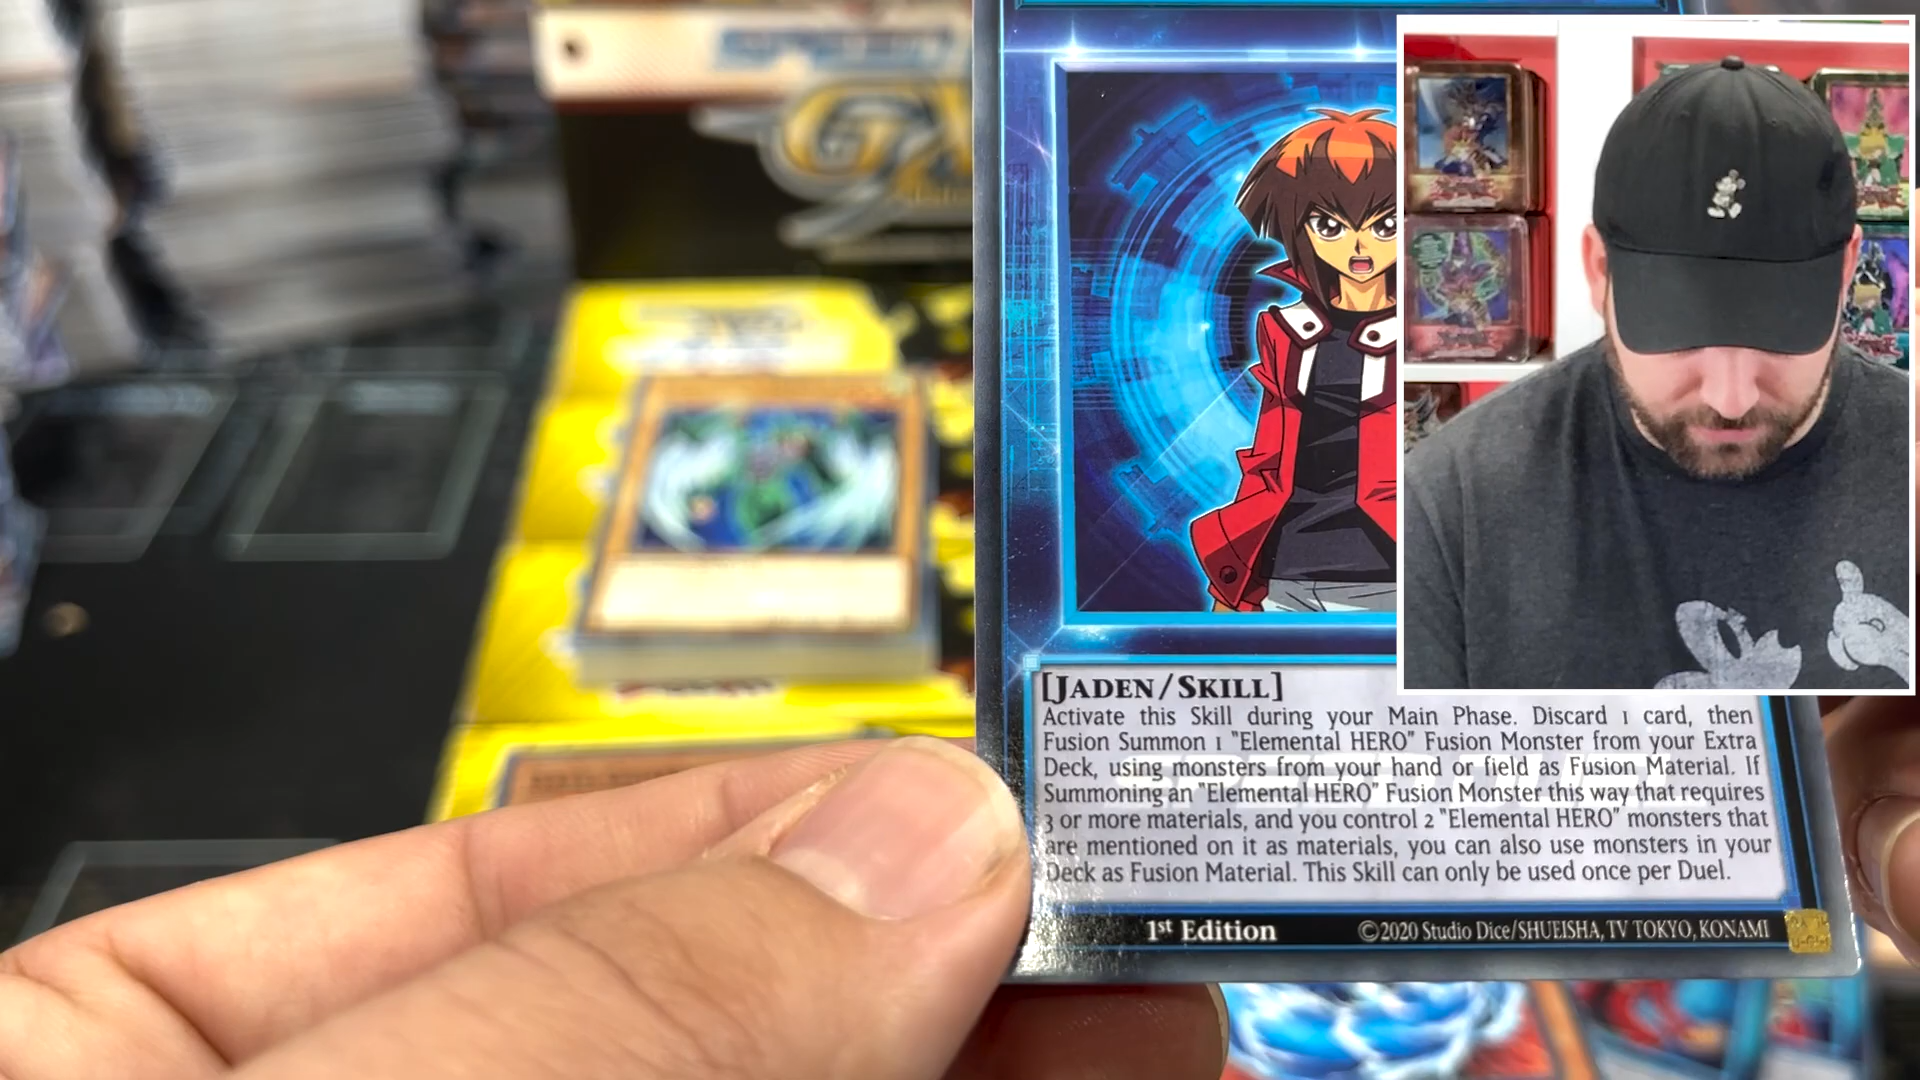 SPEED
GX
[JADEN/SKILL]
Activate this Skill during your Main Phase. Discard 1 card, then
Fusion Summon 1 "Elemental HERO" Fusion Monster from your Extra
Deck, using monsters from your hand or field as Fusion Material. If
Summoning an "Elemental HERO" Fusion Monster this way that requires
3 or more materials, and you control 2 "Elemental HERO" monsters that
are mentioned on it as materials, you can also use monsters in your
Deck as Fusion Material. This Skill can only be used once per Duel.
1st Edition
©2020 Studio Dice/SHUEISHA, TV TOKYO, KONAMI